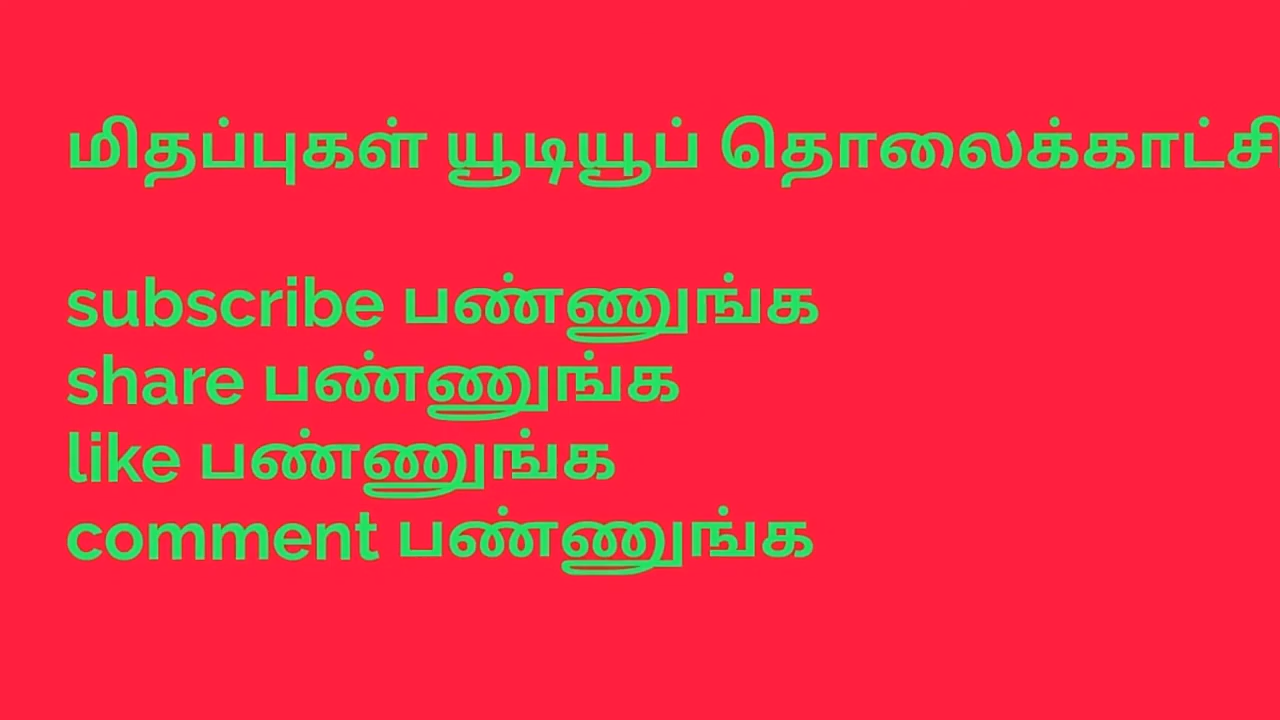 மிதப்புகள் யூடியூப் தொலைக்காட்சி
subscribe பண்ணுங்க
share பண்ணுங்க
like பண்ணுங்க
comment பண்ணுங்க